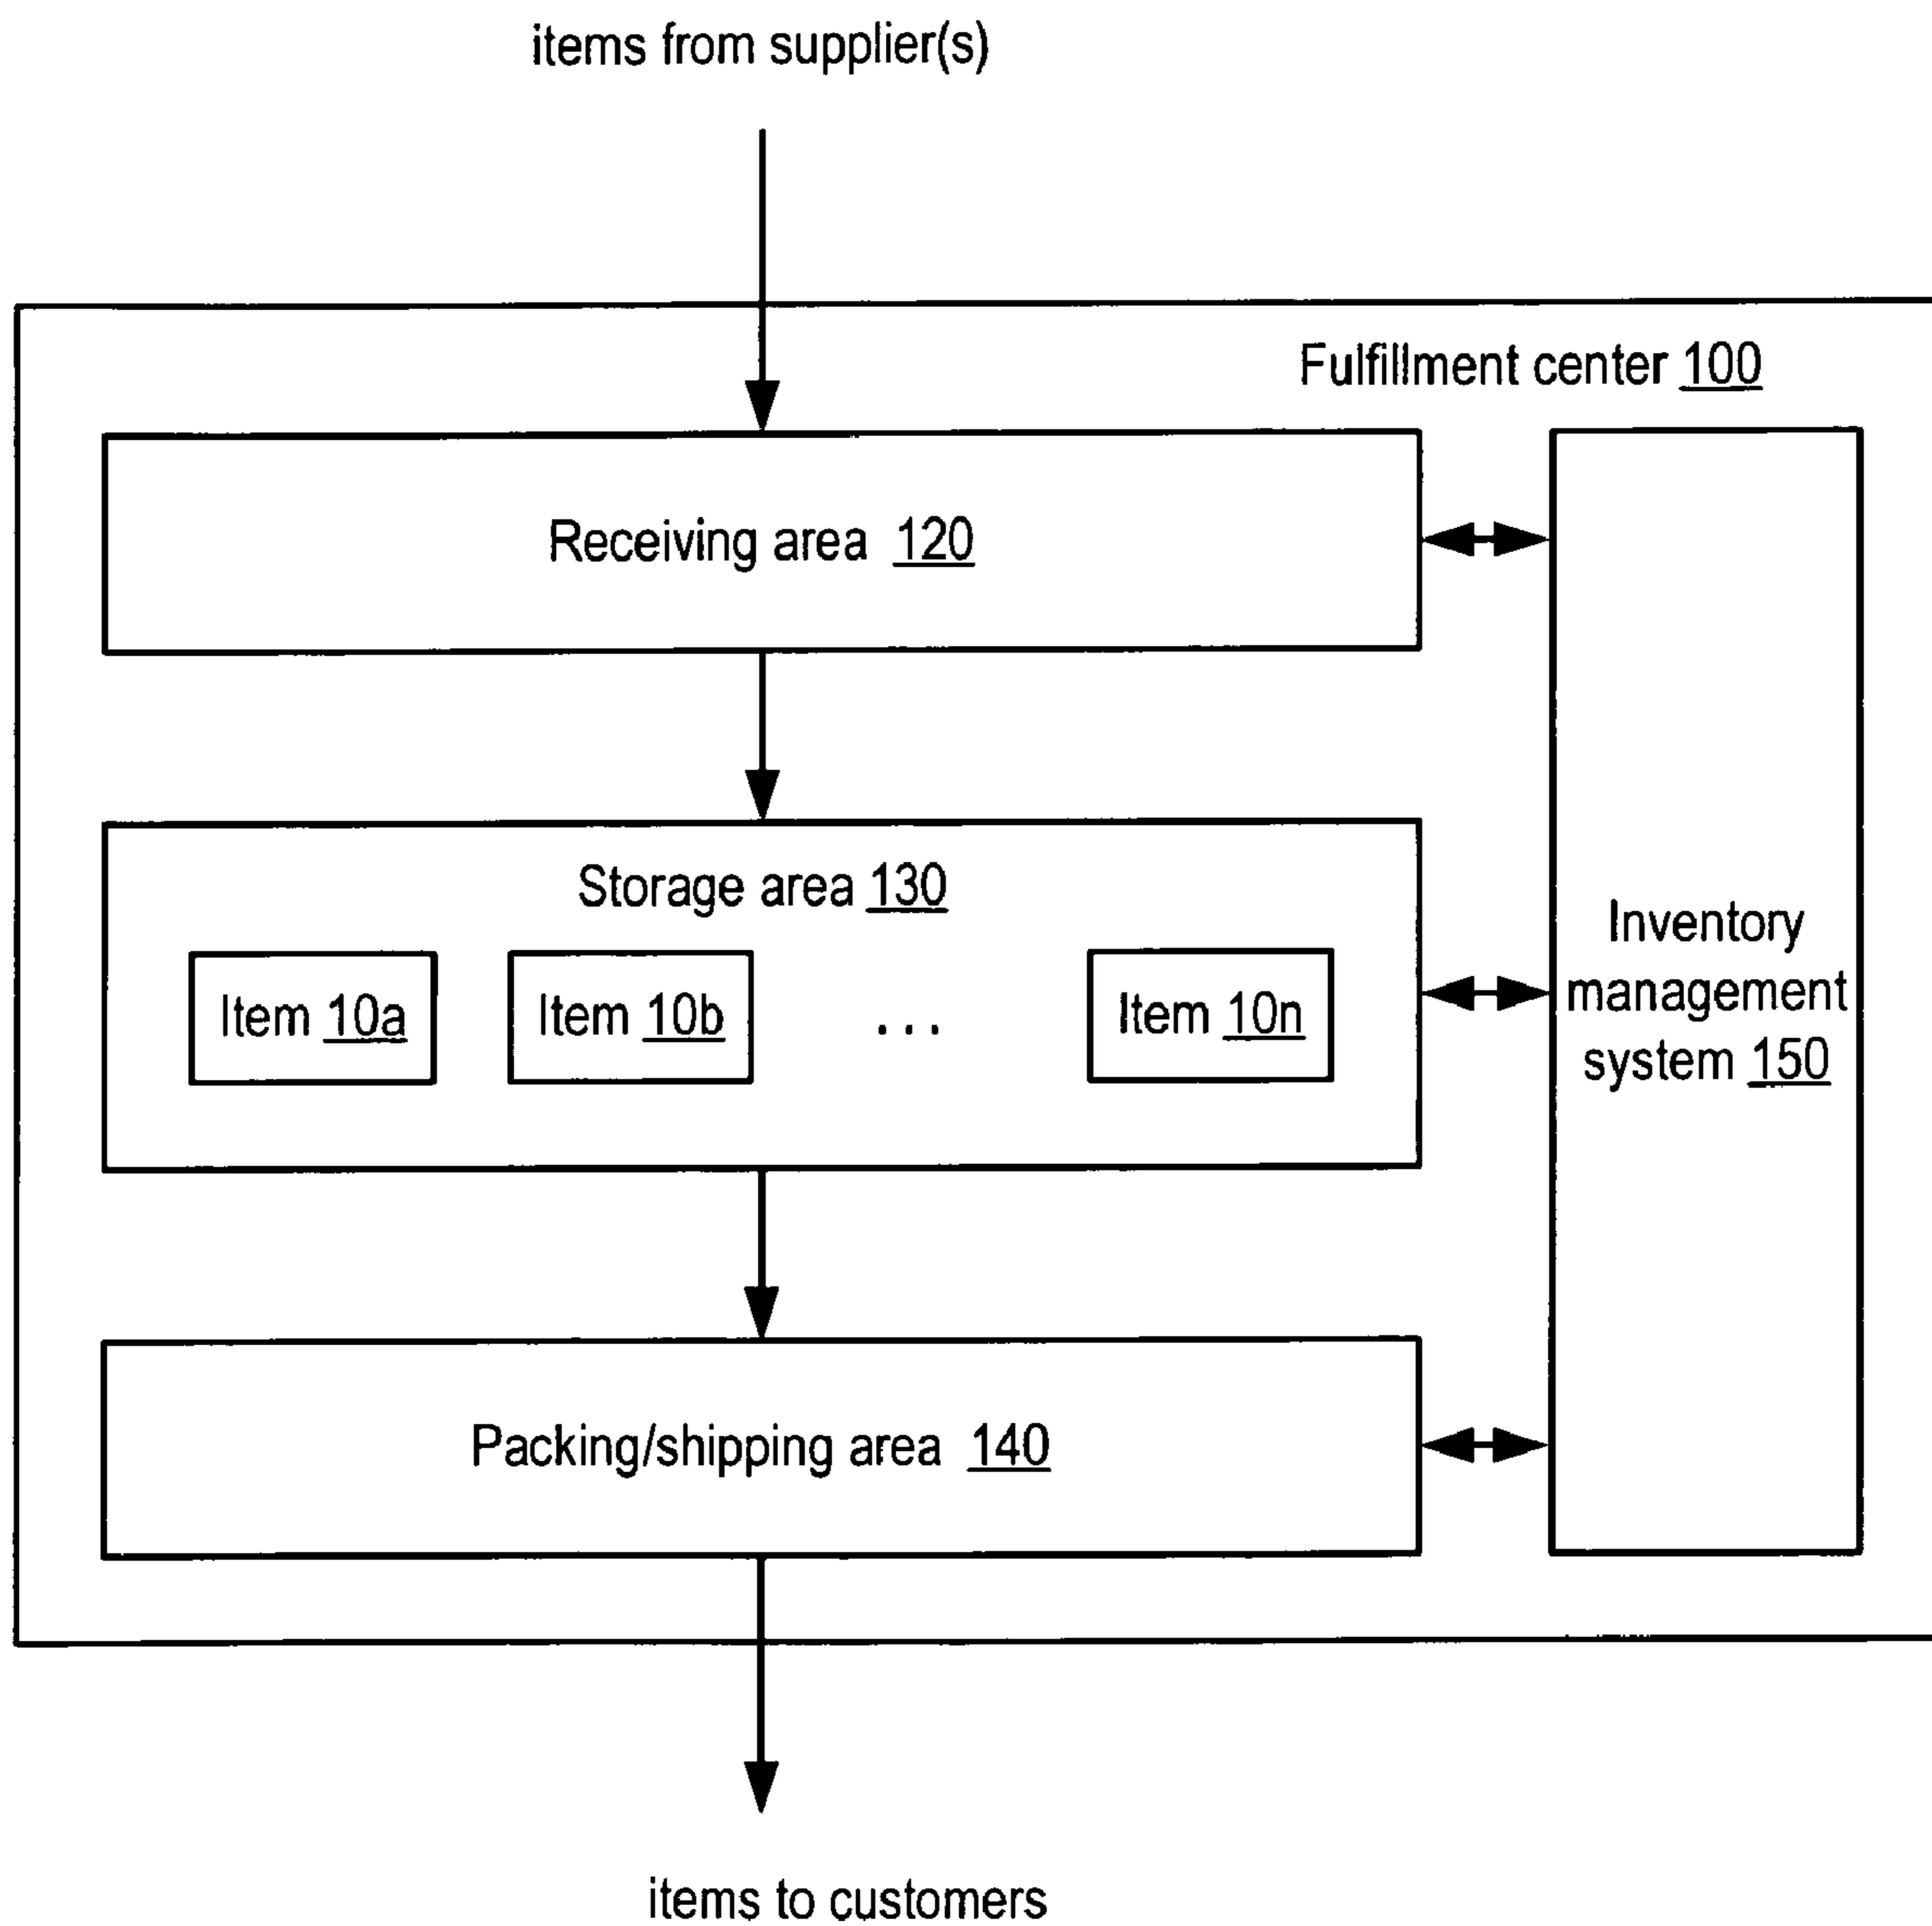 items from supplier(s)
Fulfillment center 100
Receiving area 120
Storage area 130
Item 10a
Item 10b
...
Item 10n
Inventory
management
system 150
Packing/shipping area 140
items to customers